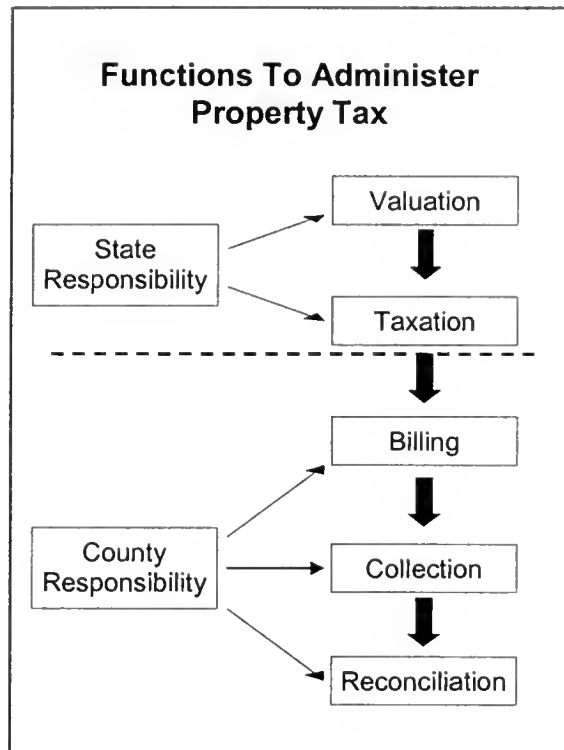 Functions To Administer
Property Tax
Valuation
State
Responsibility
Taxation
Billing
County
Responsibility
Collection
Reconciliation